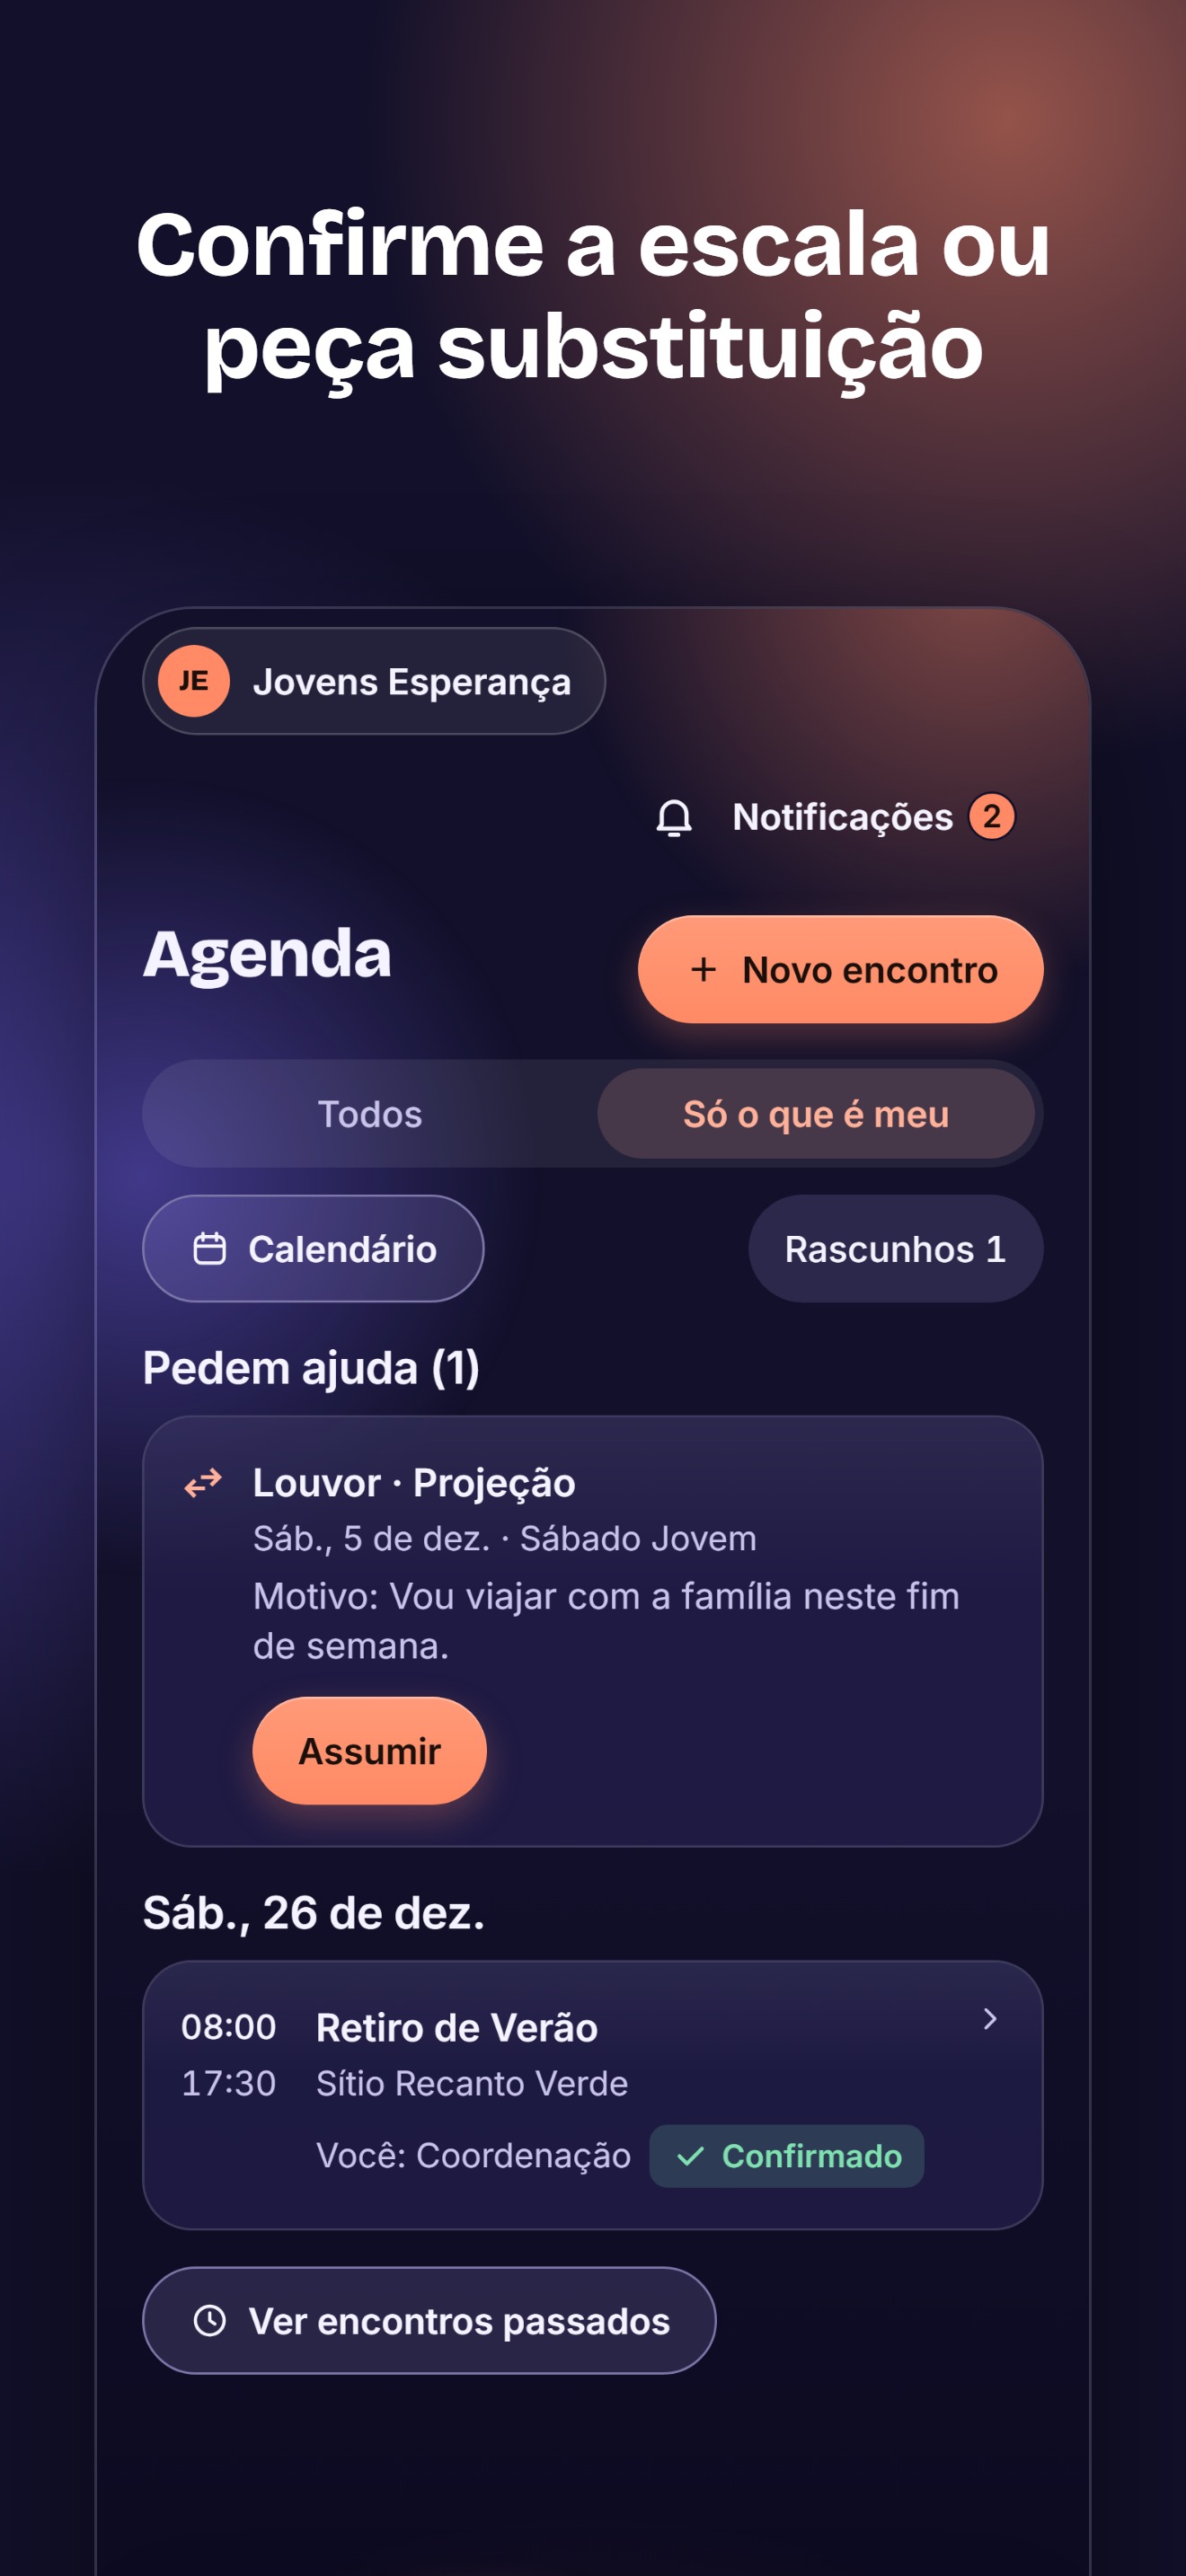 Confirme a escala ou
peça substituição
JE Jovens Esperança
Notificações 2
Agenda
+ Novo encontro
Todos Só o que é meu
Calendário Rascunhos 1
Pedem ajuda (1)
Louvor · Projeção
Sáb., 5 de dez. · Sábado Jovem
Motivo: Vou viajar com a família neste fim
de semana.
Assumir
Sáb., 26 de dez.
08:00 Retiro de Verão
17:30 Sítio Recanto Verde
Você: Coordenação Confirmado
Ver encontros passados